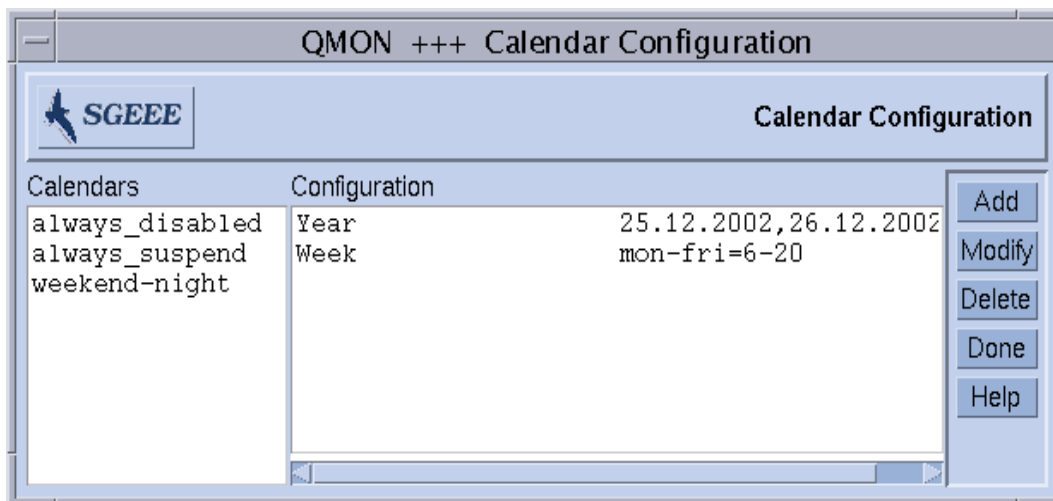 QMON +++ Calendar Configuration
SGEEE
Calendar Configuration
Calendars
always_disabled
always_suspend
weekend-night
Configuration
Year 25.12.2002,26.12.2002
Week mon-fri=6-20
Add
Modify
Delete
Done
Help